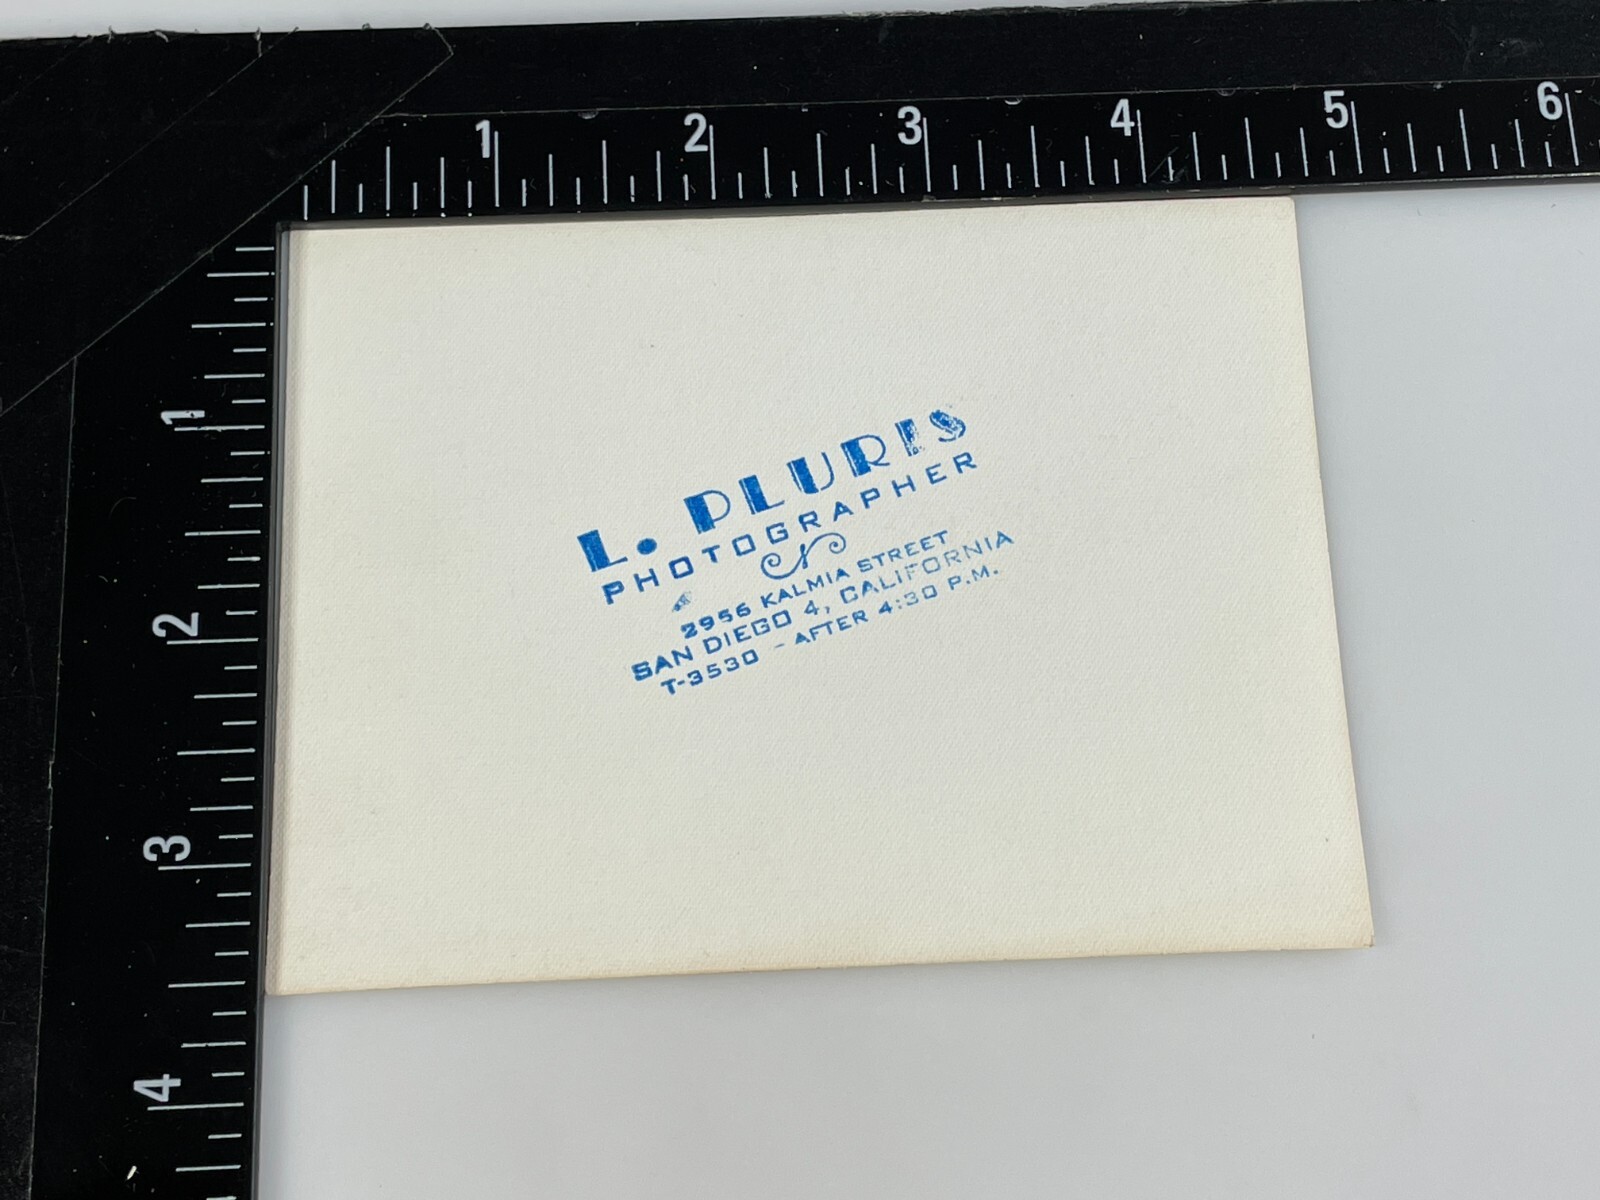 1 2 3 4 5 6
1
2
3
4
L. PLURIS
PHOTOGRAPHER
2956 KALMIA STREET
SAN DIEGO 4, CALIFORNIA
T-3530 - AFTER 4:30 P.M.